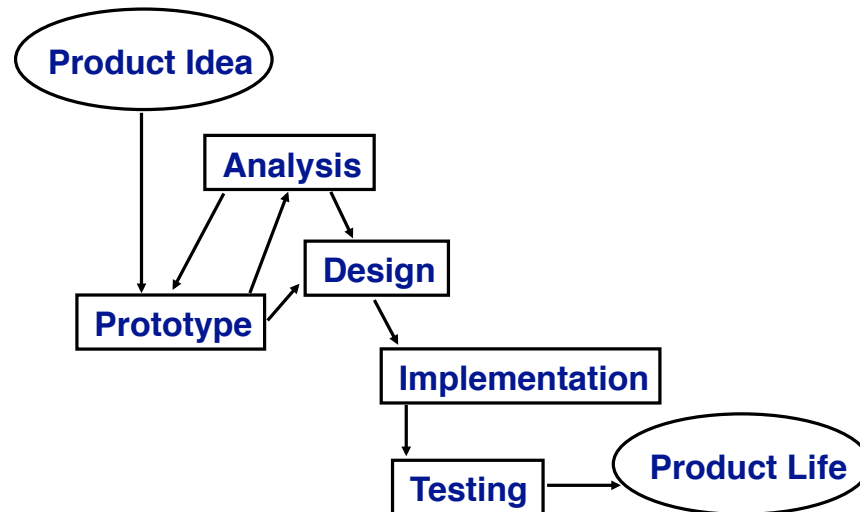 Product Idea
Analysis
Design
Prototype
Implementation
Product Life
Testing